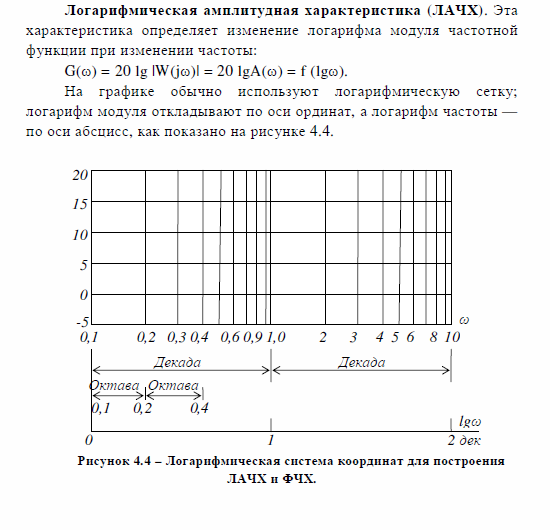 Логарифмическая амплитудная характеристика (ЛАЧХ). Эта
характеристика определяет изменение логарифма модуля частотной
функции при изменении частоты:
G(ω) = 20 lg |W(jω)| = 20 lgA(ω) = f (lgω).
На графике обычно используют логарифмическую сетку;
логарифм модуля откладывают по оси ординат, а логарифм частоты —
по оси абсцисс, как показано на рисунке 4.4.
20
15
10
5
0
-5 ω
0,1 0,2 0,3 0,4 0,6 0,8 0,9 1,0 2 3 4 5 6 8 10
Декада Декада
Октава Октава
0,1 0,2 0,4
lgω
0 1 2 дек
Рисунок 4.4 – Логарифмическая система координат для построения
ЛАЧХ и ФЧХ.